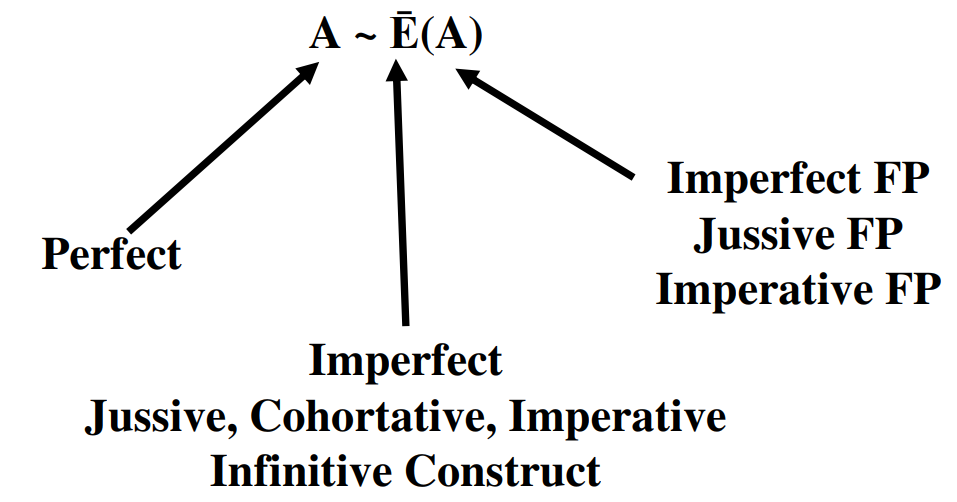 A ~ Ē(A)
Perfect
Imperfect FP
Jussive FP
Imperative FP
Imperfect
Jussive, Cohortative, Imperative
Infinitive Construct